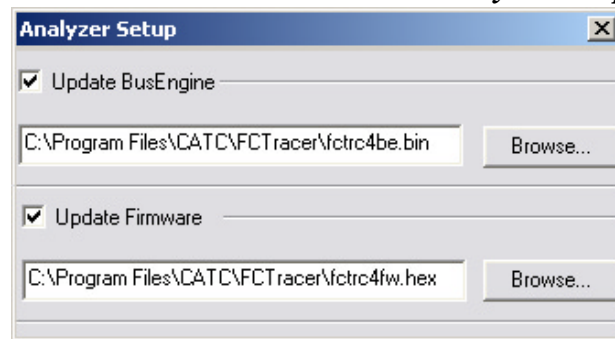 Analyzer Setup
Update BusEngine
C:\Program Files\CATC\FCTracer\fctrc4be.bin
Browse...
Update Firmware
C:\Program Files\CATC\FCTracer\fctrc4fw.hex
Browse...